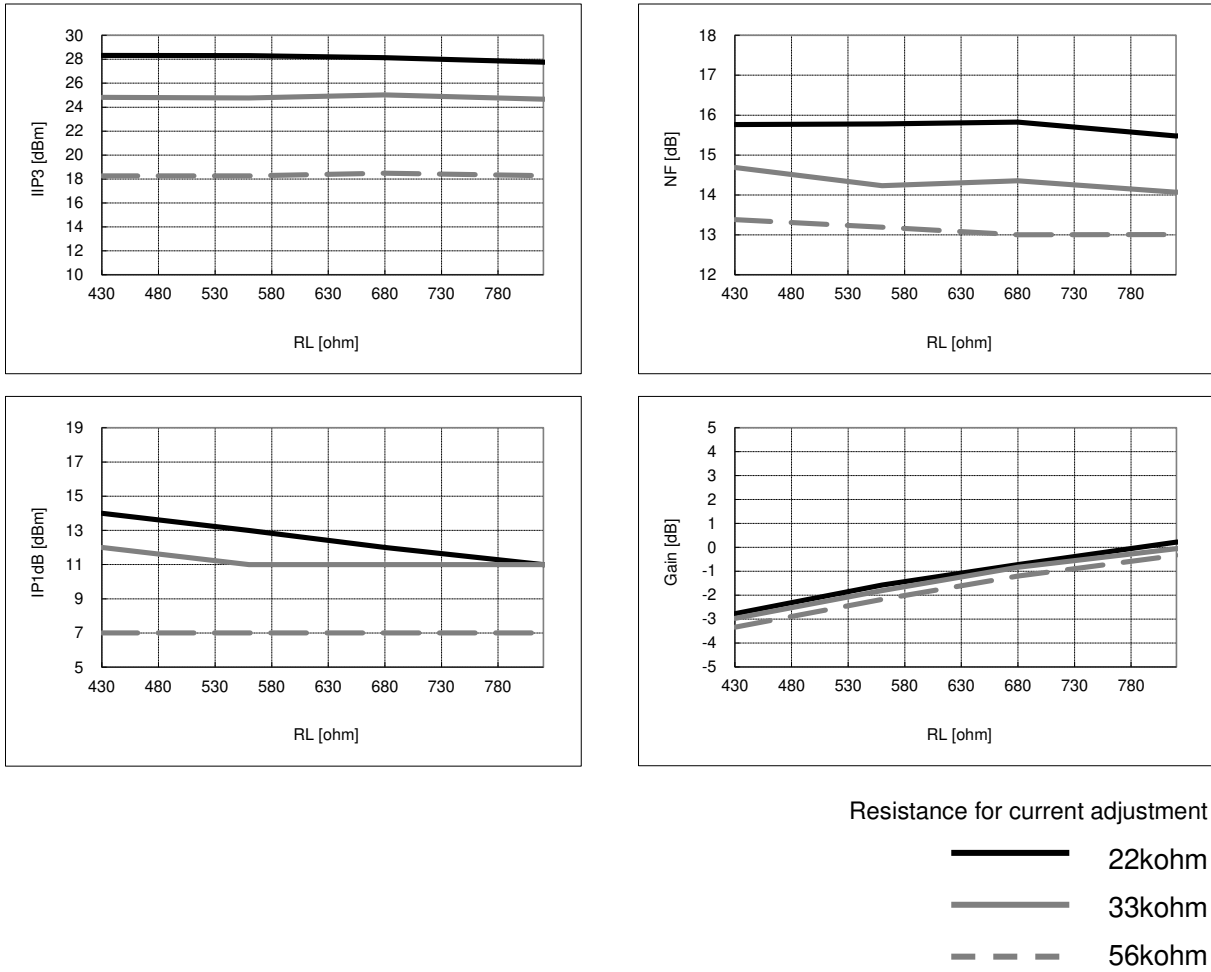 30
28
26
24
22
20
18
16
14
12
10
IIP3 [dBm]
430 480 530 580 630 680 730 780
RL [ohm]
18
17
16
15
14
13
12
NF [dB]
430 480 530 580 630 680 730 780
RL [ohm]
19
17
15
13
11
9
7
5
IP1dB [dBm]
430 480 530 580 630 680 730 780
RL [ohm]
5
4
3
2
1
0
-1
-2
-3
-4
-5
Gain [dB]
430 480 530 580 630 680 730 780
RL [ohm]
Resistance for current adjustment
22kohm
33kohm
56kohm